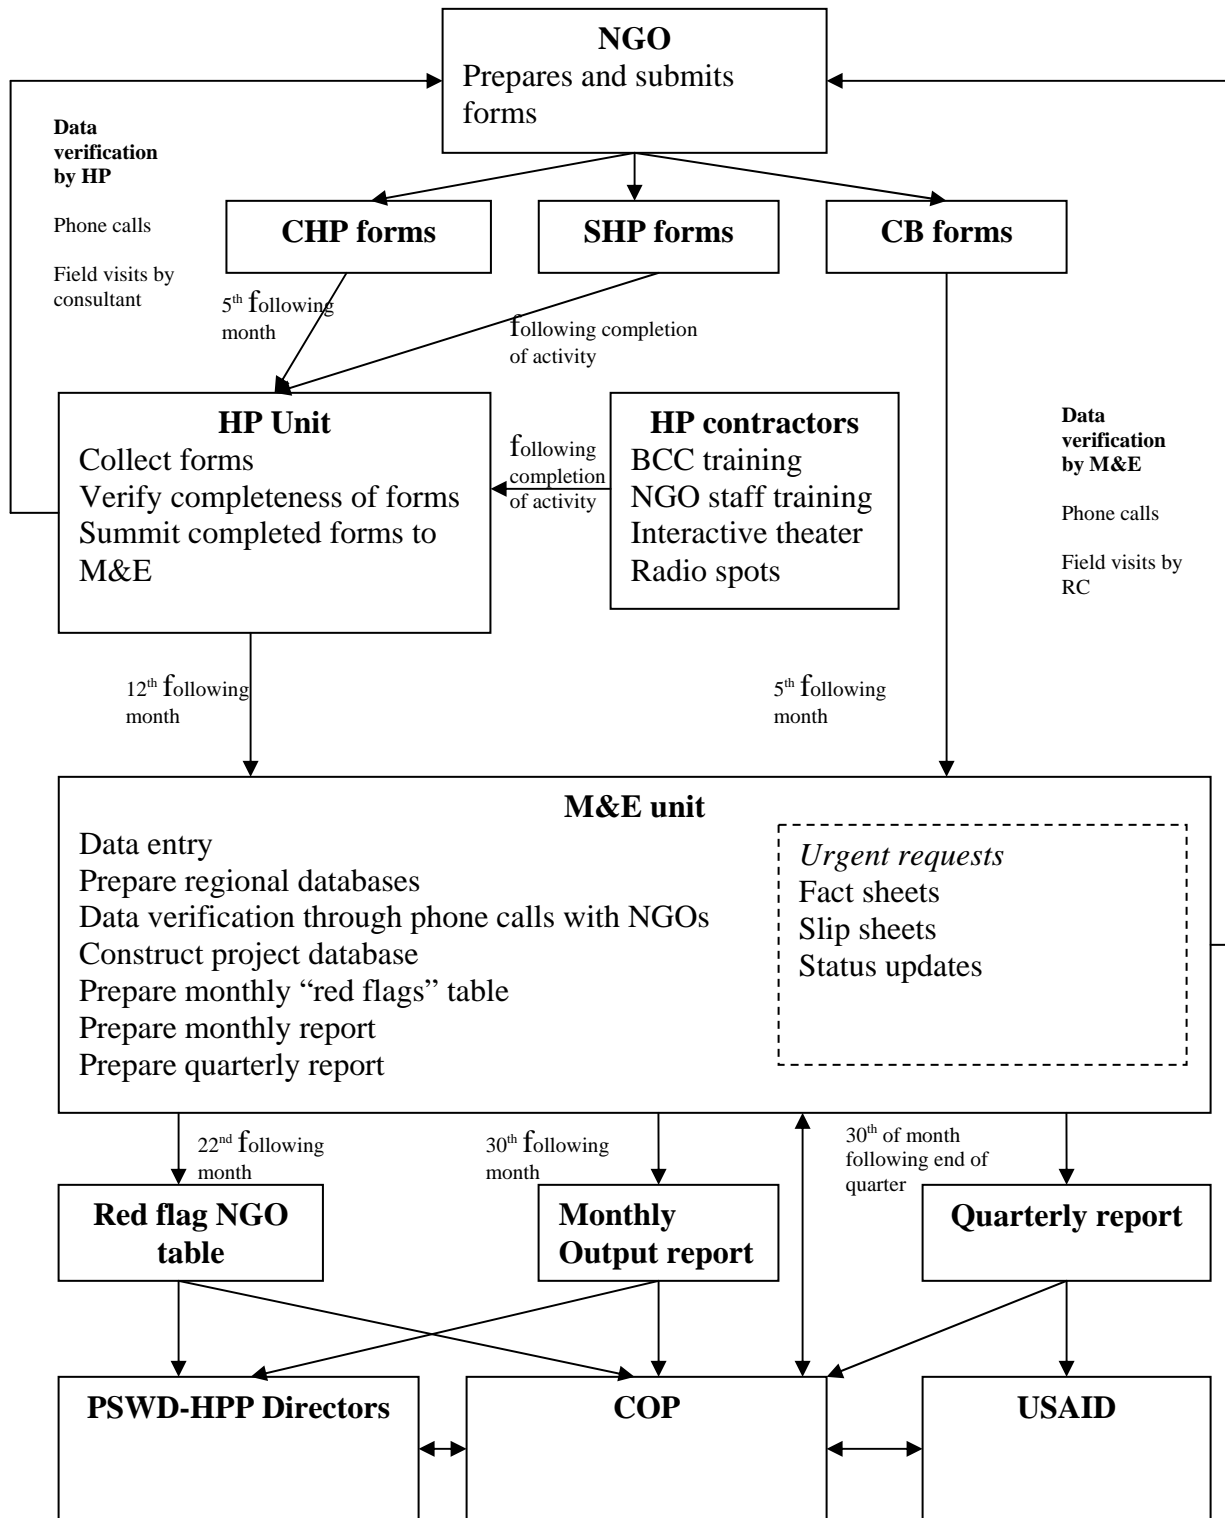 NGO
Prepares and submits
forms
Data
verification
by HP
Phone calls
Field visits by
consultant
CHP forms
SHP forms
CB forms
5th following
month
following completion
of activity
HP Unit
Collect forms
Verify completeness of forms
Summit completed forms to
M&E
following
completion
of activity
HP contractors
BCC training
NGO staff training
Interactive theater
Radio spots
Data
verification
by M&E
Phone calls
Field visits by
RC
12th following
month
5th following
month
M&E unit
Data entry
Prepare regional databases
Data verification through phone calls with NGOs
Construct project database
Prepare monthly “red flags” table
Prepare monthly report
Prepare quarterly report
Urgent requests
Fact sheets
Slip sheets
Status updates
22nd following
month
30th following
month
30th of month
following end of
quarter
Red flag NGO
table
Monthly
Output report
Quarterly report
PSWD-HPP Directors
COP
USAID